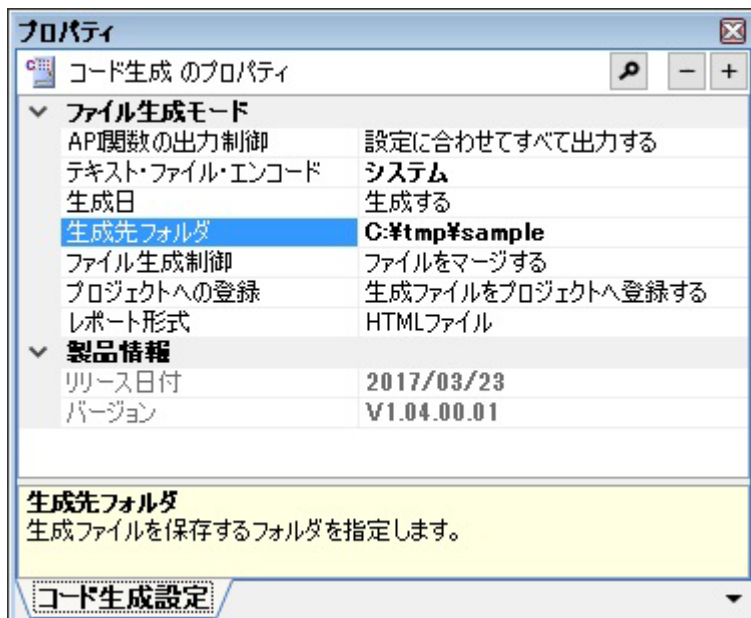 プロパティ
コード生成 のプロパティ
ファイル生成モード
API関数の出力制御 設定に合わせてすべて出力する
テキスト・ファイル・エンコード システム
生成日 生成する
生成先フォルダ C:¥tmp¥sample
ファイル生成制御 ファイルをマージする
プロジェクトへの登録 生成ファイルをプロジェクトへ登録する
レポート形式 HTMLファイル
製品情報
リリース日付 2017/03/23
バージョン V1.04.00.01
生成先フォルダ
生成ファイルを保存するフォルダを指定します。
コード生成設定